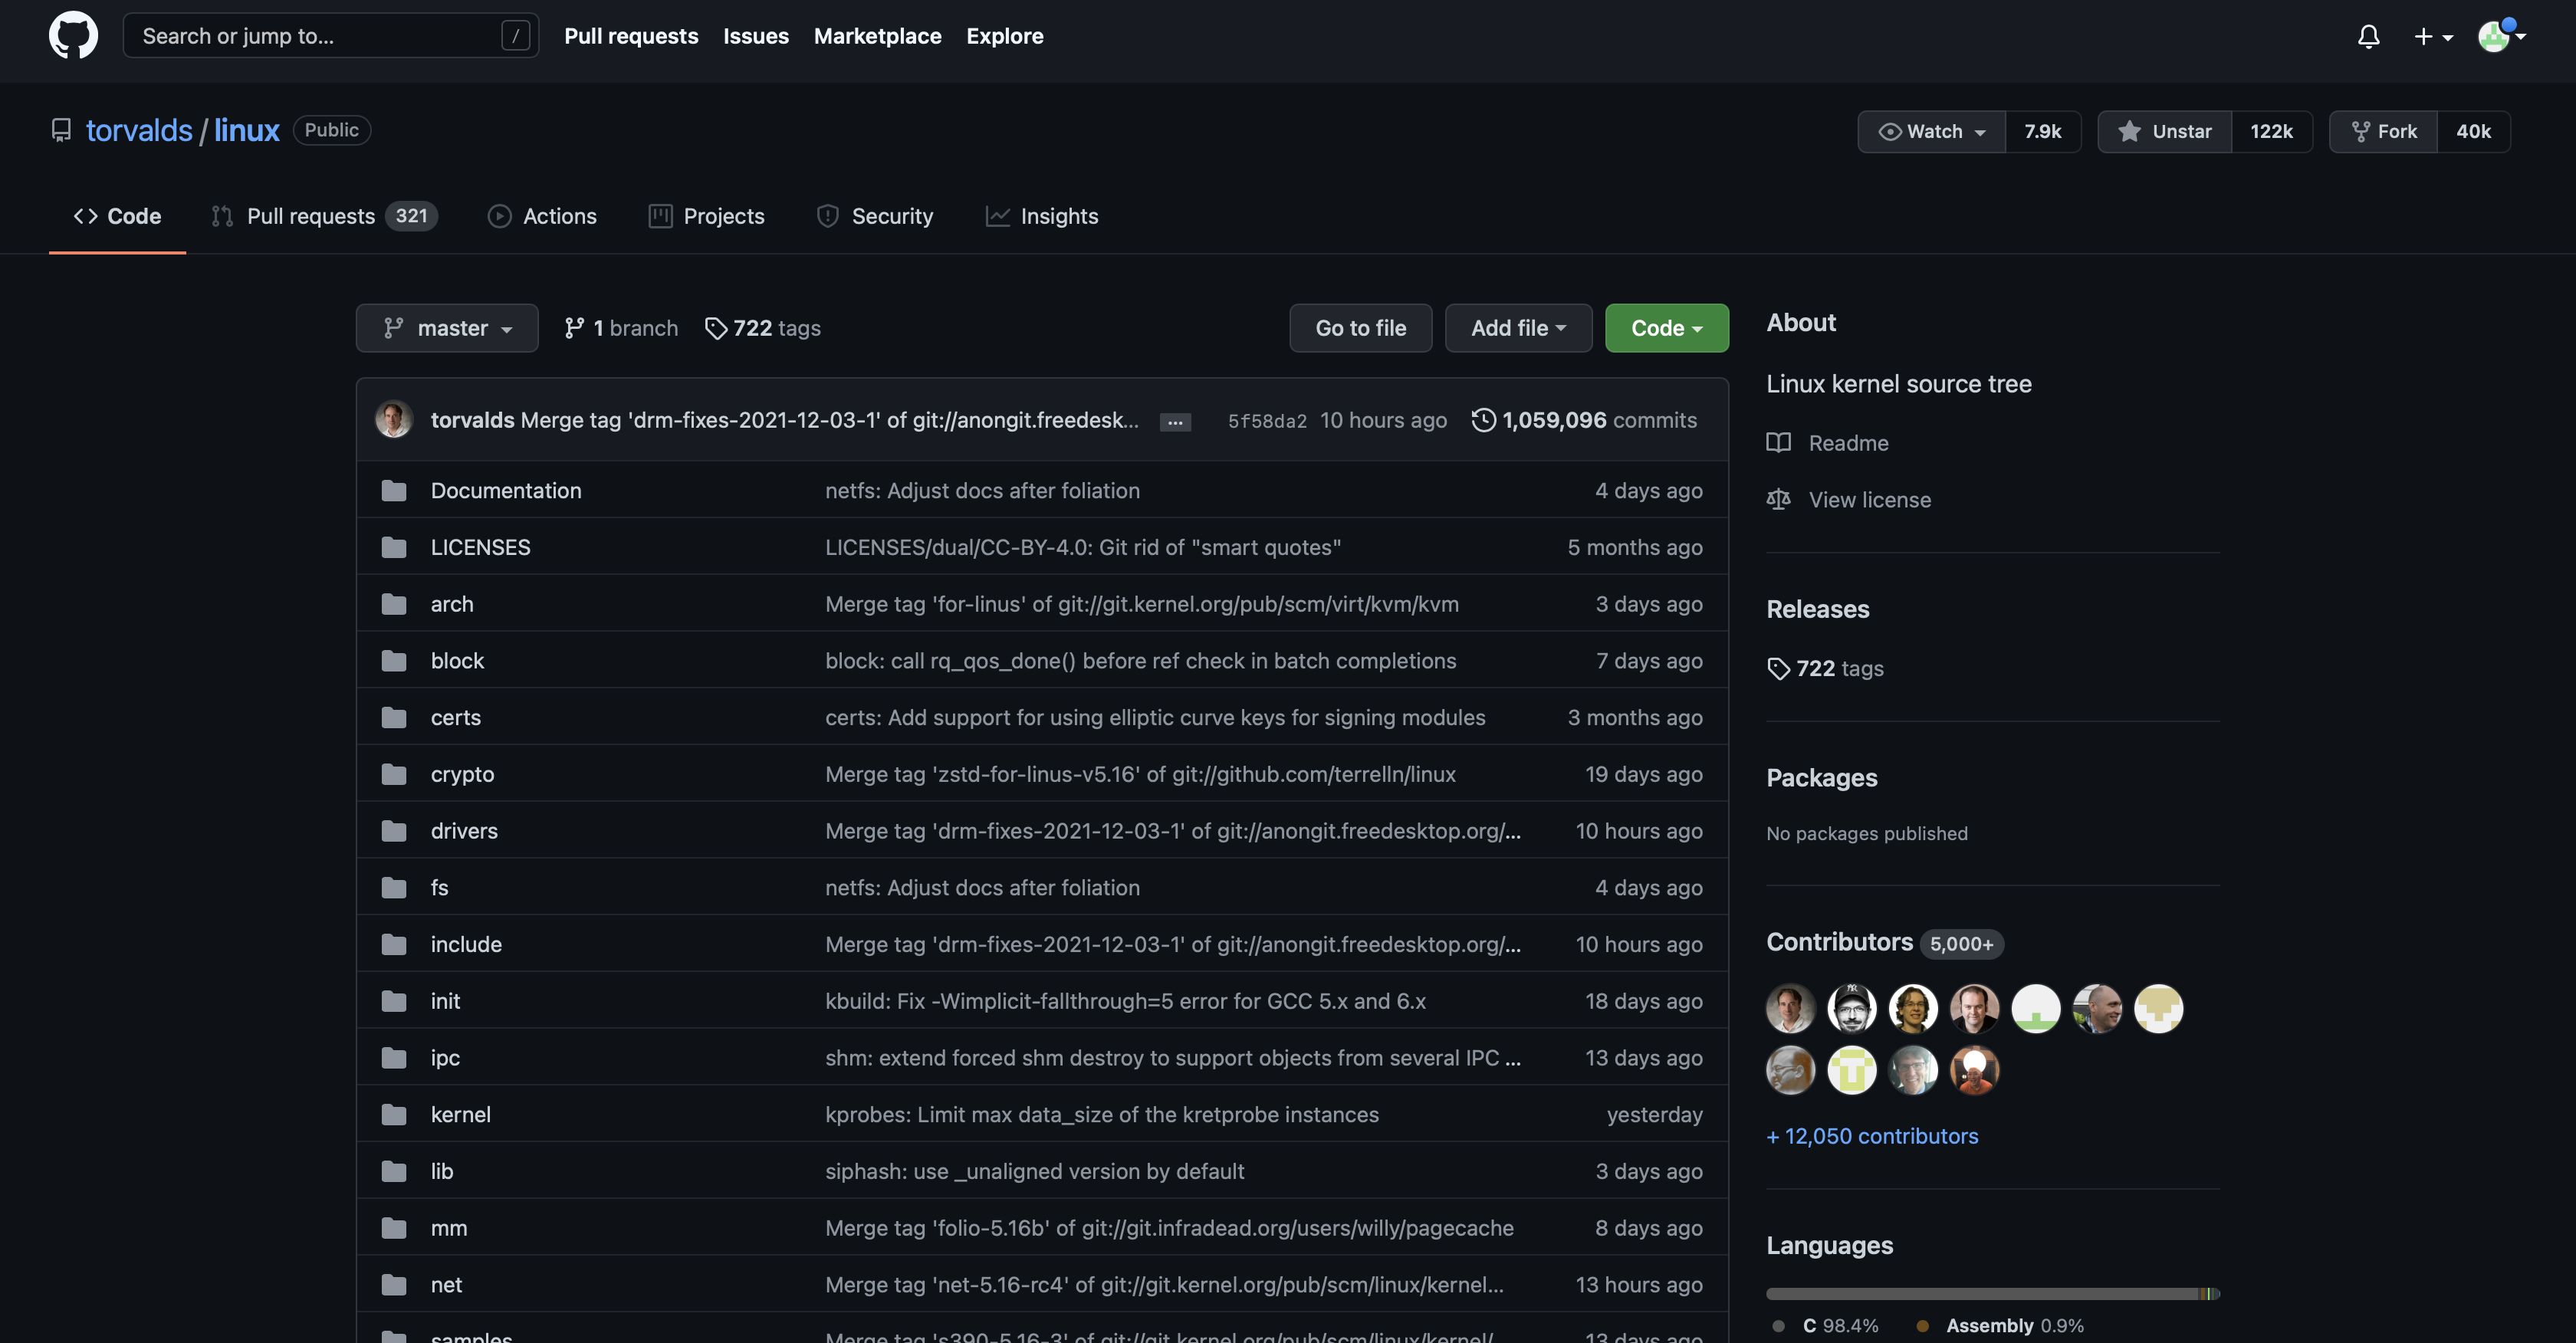 Search or jump to... / Pull requests Issues Marketplace Explore
torvalds / linux Public Watch 7.9k Unstar 122k Fork 40k
Code Pull requests 321 Actions Projects Security Insights
master 1 branch 722 tags Go to file Add file Code
torvalds Merge tag 'drm-fixes-2021-12-03-1' of git://anongit.freedesk... ... 5f58da2 10 hours ago 1,059,096 commits
Documentation netfs: Adjust docs after foliation 4 days ago
LICENSES LICENSES/dual/CC-BY-4.0: Git rid of "smart quotes" 5 months ago
arch Merge tag 'for-linus' of git://git.kernel.org/pub/scm/virt/kvm/kvm 3 days ago
block block: call rq_qos_done() before ref check in batch completions 7 days ago
certs certs: Add support for using elliptic curve keys for signing modules 3 months ago
crypto Merge tag 'zstd-for-linus-v5.16' of git://github.com/terrelln/linux 19 days ago
drivers Merge tag 'drm-fixes-2021-12-03-1' of git://anongit.freedesktop.org/... 10 hours ago
fs netfs: Adjust docs after foliation 4 days ago
include Merge tag 'drm-fixes-2021-12-03-1' of git://anongit.freedesktop.org/... 10 hours ago
init kbuild: Fix -Wimplicit-fallthrough=5 error for GCC 5.x and 6.x 18 days ago
ipc shm: extend forced shm destroy to support objects from several IPC ... 13 days ago
kernel kprobes: Limit max data_size of the kretprobe instances yesterday
lib siphash: use _unaligned version by default 3 days ago
mm Merge tag 'folio-5.16b' of git://git.infradead.org/users/willy/pagecache 8 days ago
net Merge tag 'net-5.16-rc4' of git://git.kernel.org/pub/scm/linux/kernel... 13 hours ago
samples Merge tag 's390-5.16-3' of git://git.kernel.org/pub/scm/linux/kernel/ 13 days ago
About
Linux kernel source tree
Readme
View license
Releases
722 tags
Packages
No packages published
Contributors 5,000+
+ 12,050 contributors
Languages
C 98.4% Assembly 0.9%